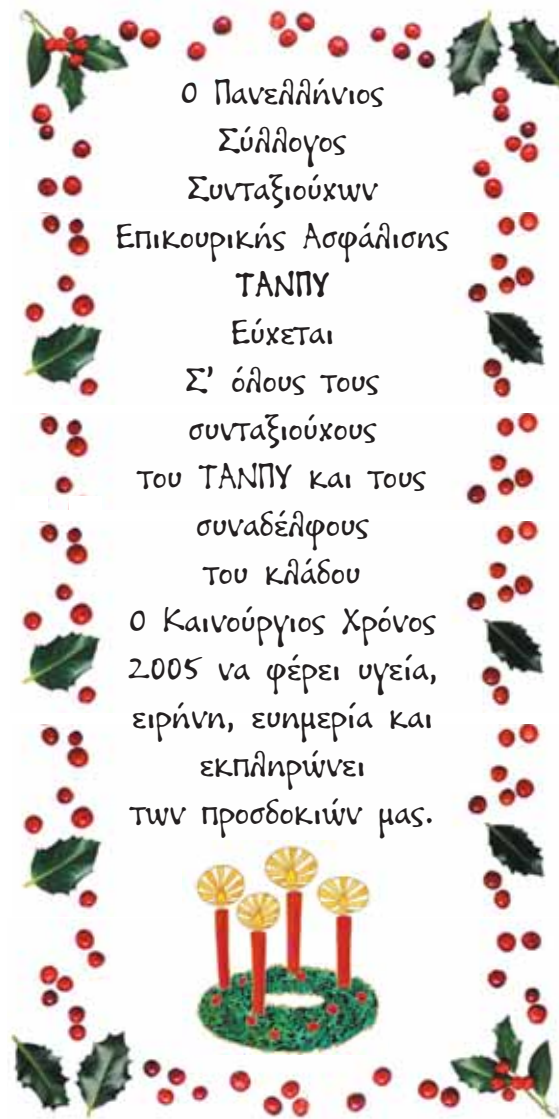 Ο Πανελλήνιος
Σύλλογος
Συνταξιούχων
Επικουρικής Ασφάλισης
ΤΑΝΠΥ
Εύχεται
Σ' όλους τους
συνταξιούχους
του ΤΑΝΠΥ και τους
συναδέλφους
του κλάδου
Ο Καινούργιος Χρόνος
2005 να φέρει υγεία,
ειρήνη, ευημερία και
εκπληρώνει
των προσδοκιών μας.